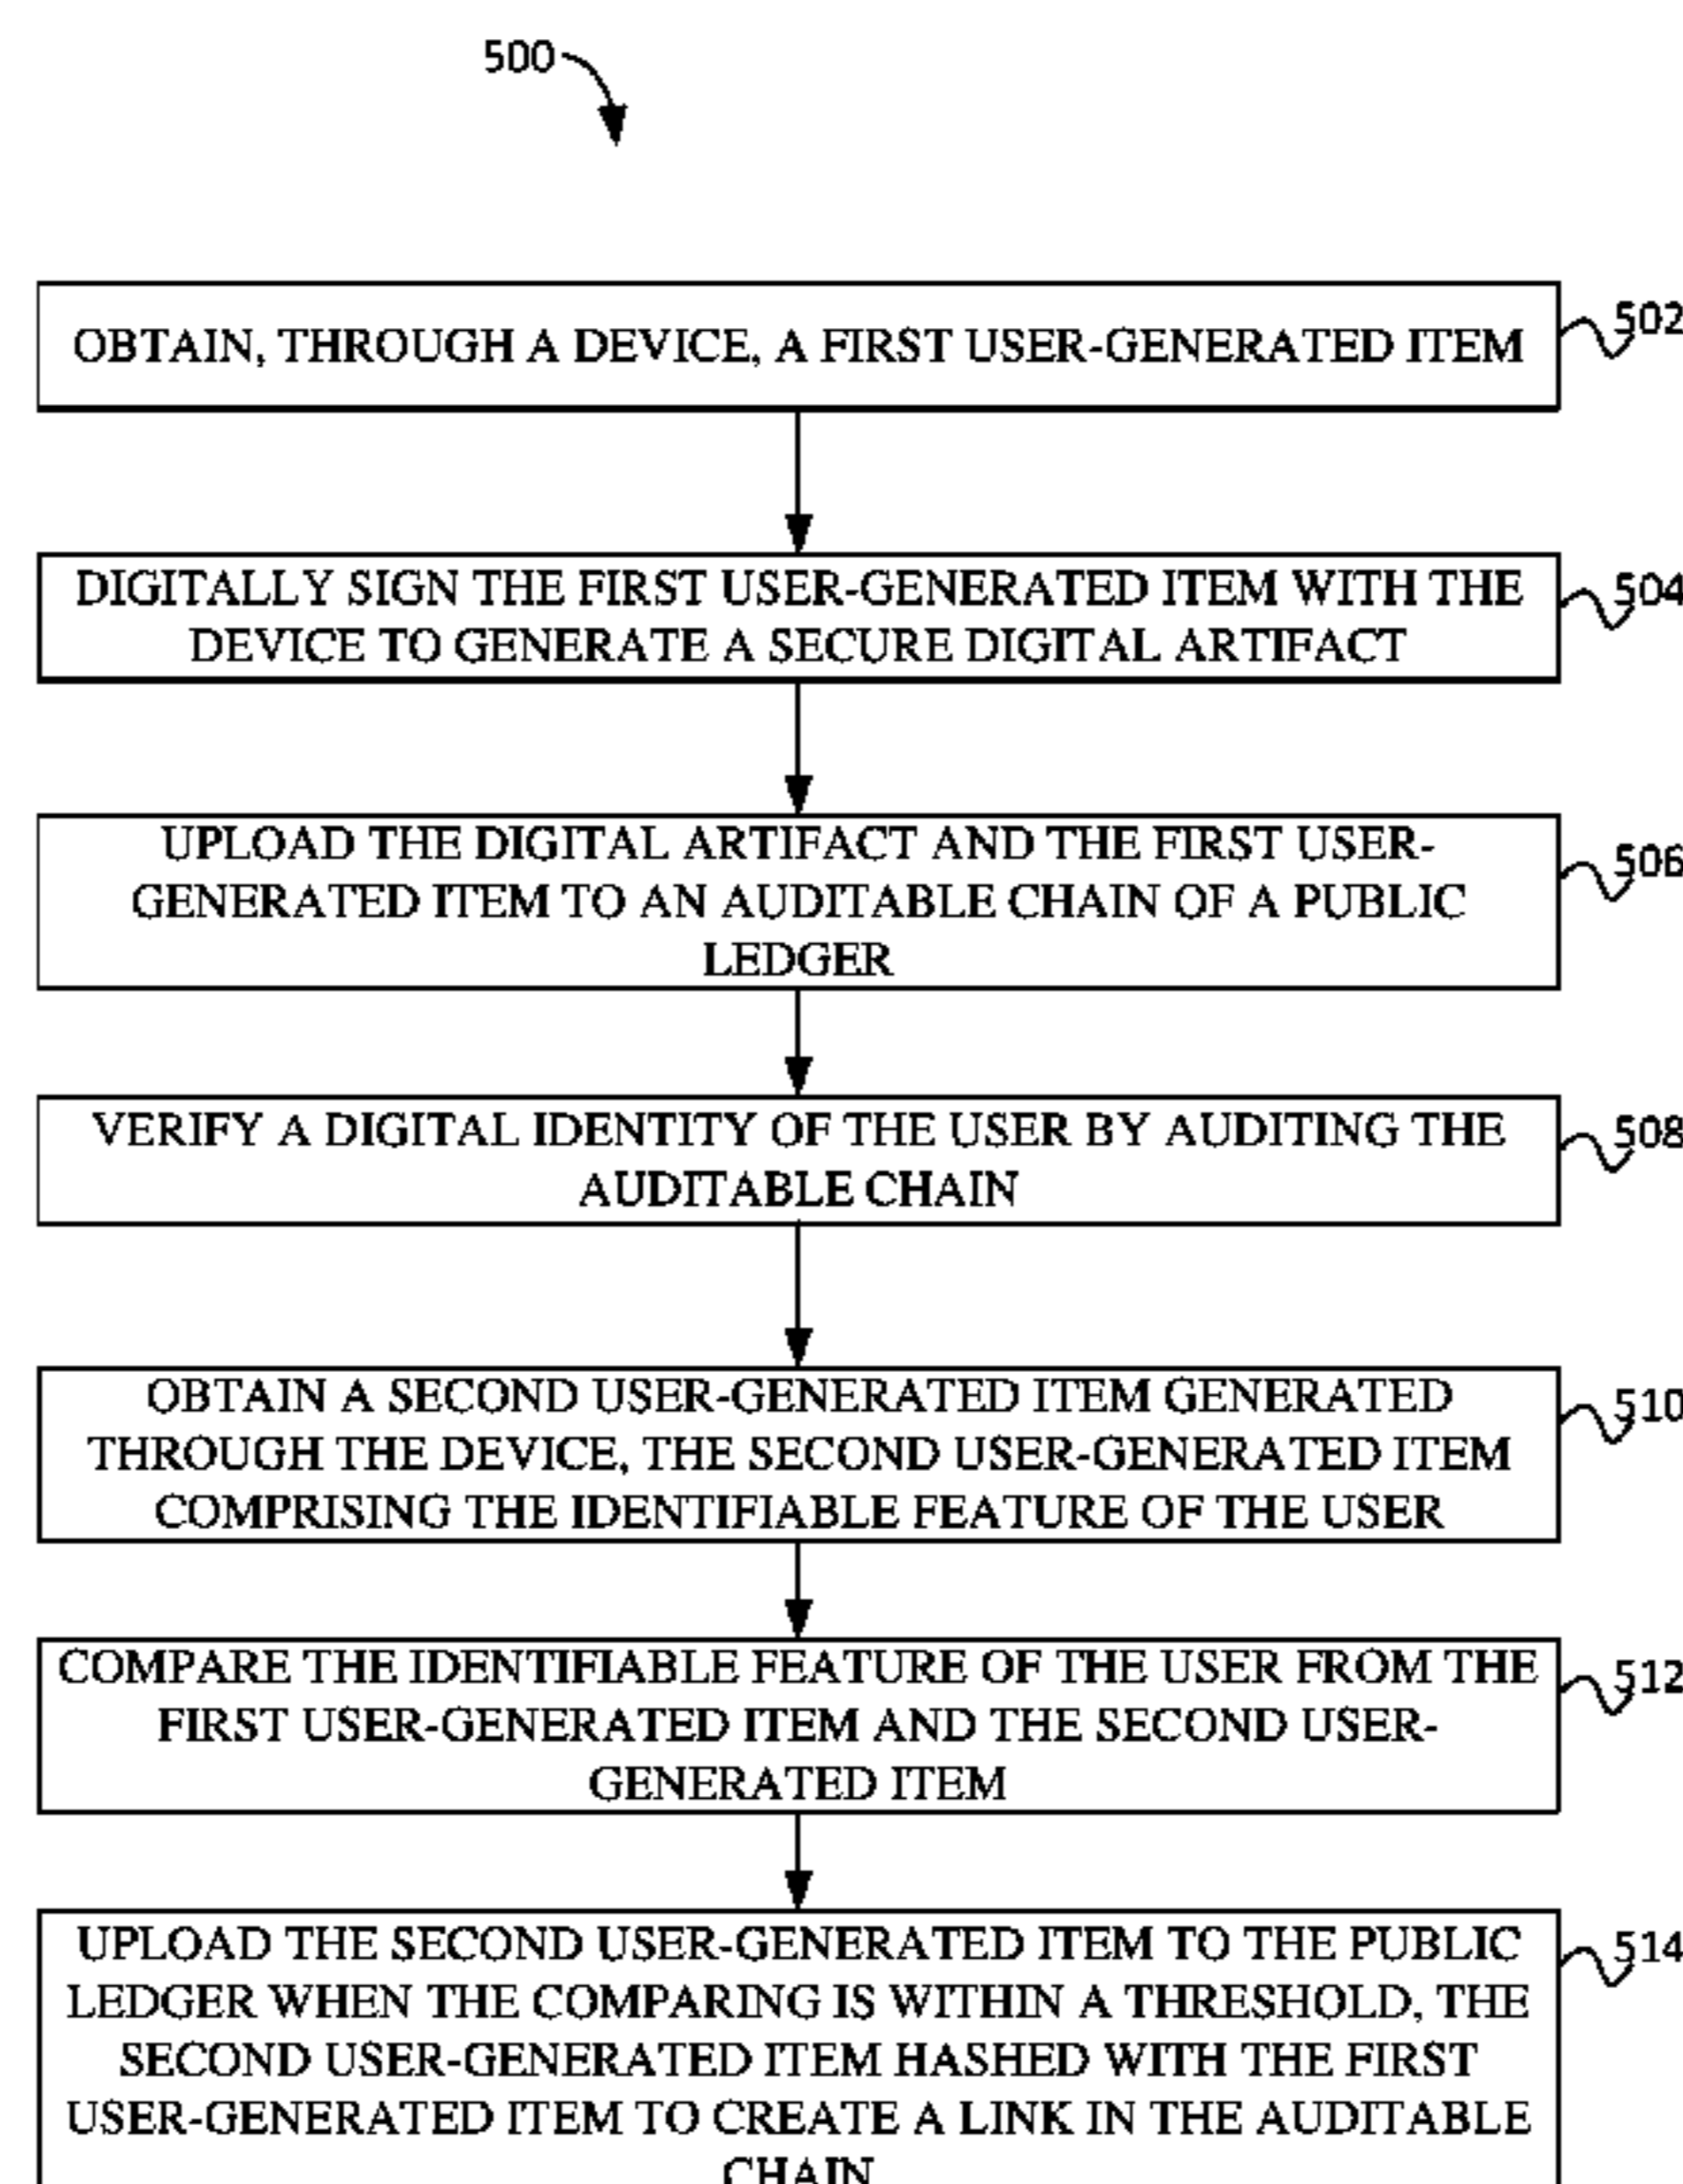 500
OBTAIN, THROUGH A DEVICE, A FIRST USER-GENERATED ITEM
502
DIGITALLY SIGN THE FIRST USER-GENERATED ITEM WITH THE
DEVICE TO GENERATE A SECURE DIGITAL ARTIFACT
504
UPLOAD THE DIGITAL ARTIFACT AND THE FIRST USER-
GENERATED ITEM TO AN AUDITABLE CHAIN OF A PUBLIC
LEDGER
506
VERIFY A DIGITAL IDENTITY OF THE USER BY AUDITING THE
AUDITABLE CHAIN
508
OBTAIN A SECOND USER-GENERATED ITEM GENERATED
THROUGH THE DEVICE, THE SECOND USER-GENERATED ITEM
COMPRISING THE IDENTIFIABLE FEATURE OF THE USER
510
COMPARE THE IDENTIFIABLE FEATURE OF THE USER FROM THE
FIRST USER-GENERATED ITEM AND THE SECOND USER-
GENERATED ITEM
512
UPLOAD THE SECOND USER-GENERATED ITEM TO THE PUBLIC
LEDGER WHEN THE COMPARING IS WITHIN A THRESHOLD, THE
SECOND USER-GENERATED ITEM HASHED WITH THE FIRST
USER-GENERATED ITEM TO CREATE A LINK IN THE AUDITABLE
CHAIN
514